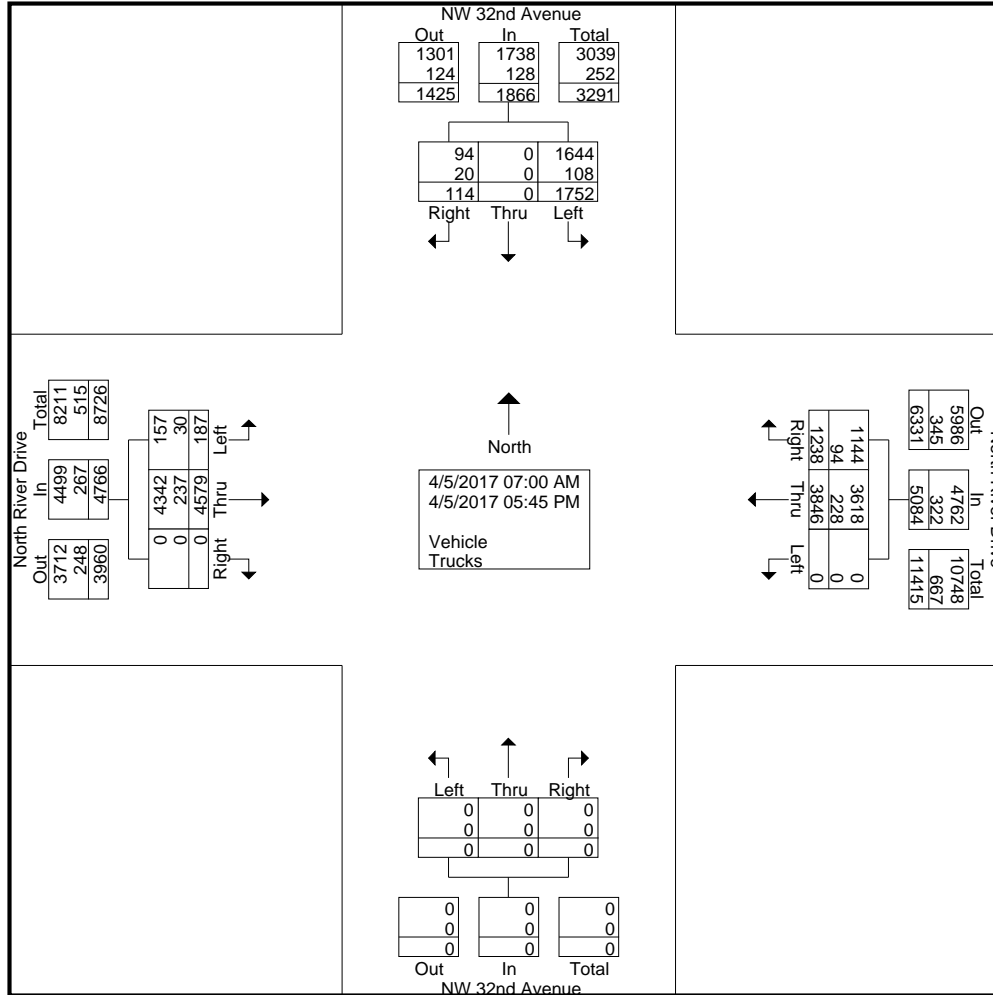 NW 32nd Avenue
Out In Total
1301 1738 3039
124 128 252
1425 1866 3291
94 0 1644
20 0 108
114 0 1752
Right Thru Left
North River Drive
Total In Out
8211 515 8726
4499 267 4766
3712 248 3960
Left Thru Right
157 30 187
4342 237 4579
0 0 0
North
4/5/2017 07:00 AM
4/5/2017 05:45 PM
Vehicle
Trucks
Right Thru Left
1144 94 1238
3618 228 3846
0 0 0
Out In Total
5986 345 6331
4762 322 5084
10748 667 11415
Left Thru Right
0 0 0
0 0 0
0 0 0
0 0 0
0 0 0
0 0 0
Out In Total
NW 32nd Avenue